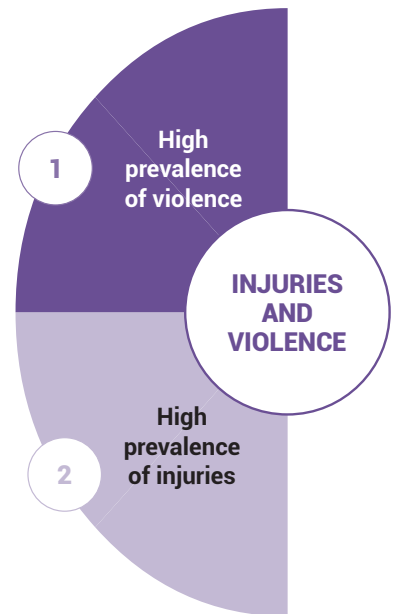 1
High
prevalence
of violence
INJURIES
AND
VIOLENCE
2
High
prevalence
of injuries